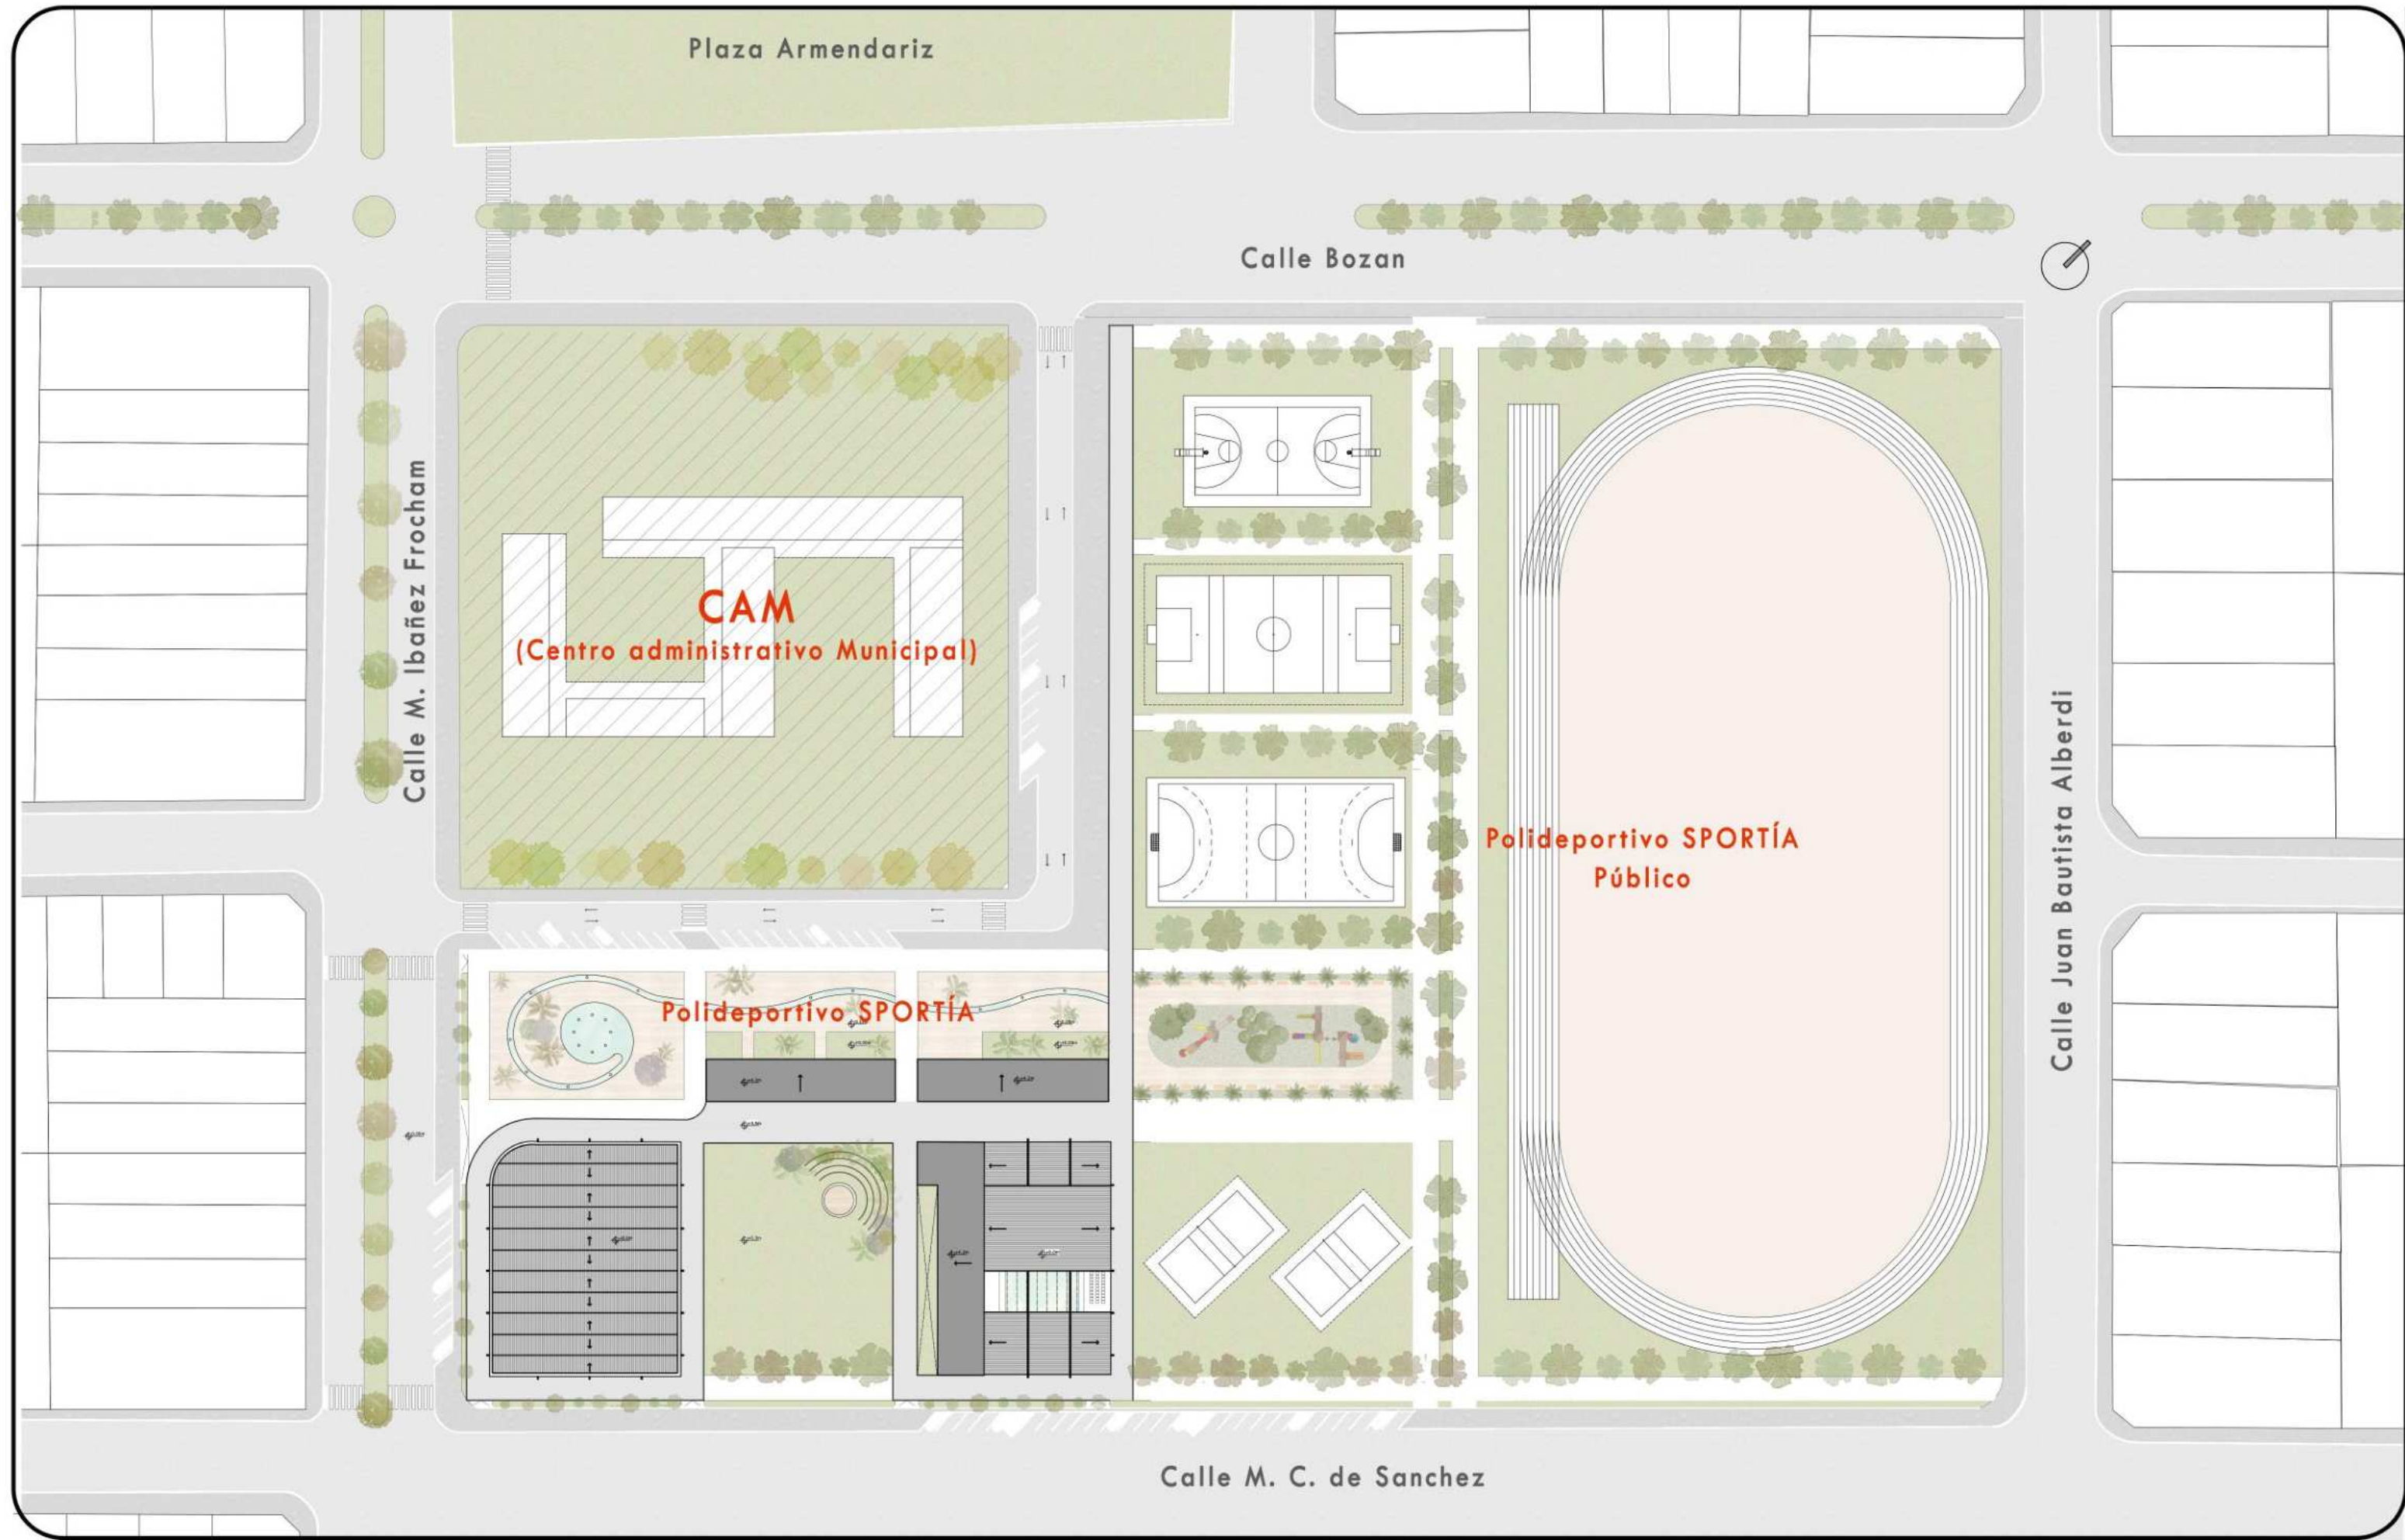 Plaza Armendariz
Calle Bozan
Calle M. Ibañez Frocham
CAM
(Centro administrativo Municipal)
Polideportivo SPORTÍA
Público
Calle Juan Bautista Alberdi
Polideportivo SPORTÍA
Calle M. C. de Sanchez